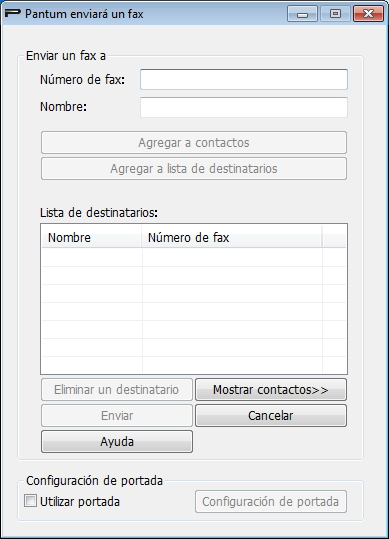 Pantum enviará un fax
Enviar un fax a
Número de fax:
Nombre:
Agregar a contactos
Agregar a lista de destinatarios
Lista de destinatarios:
Nombre Número de fax
Eliminar un destinatario Mostrar contactos>>
Enviar Cancelar
Ayuda
Configuración de portada
Utilizar portada Configuración de portada